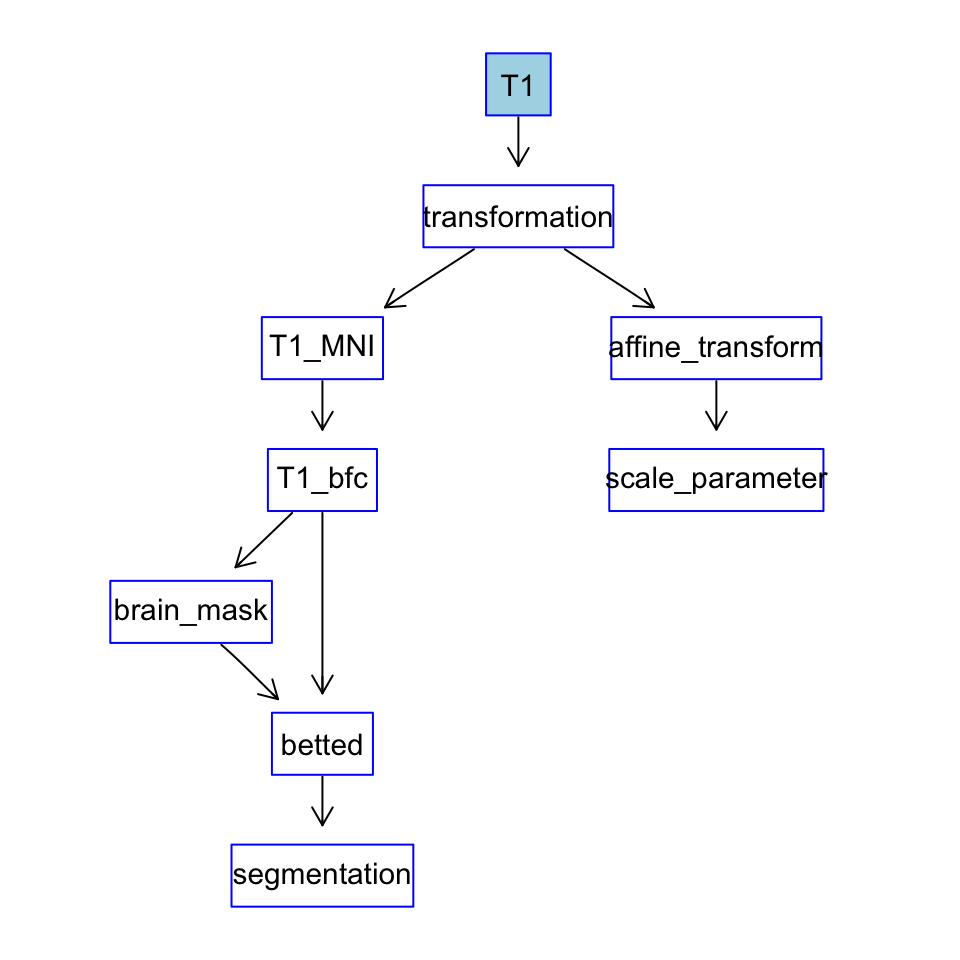 T1
transformation
T1_MNI
affine_transform
T1_bfc
scale_parameter
brain_mask
betted
segmentation